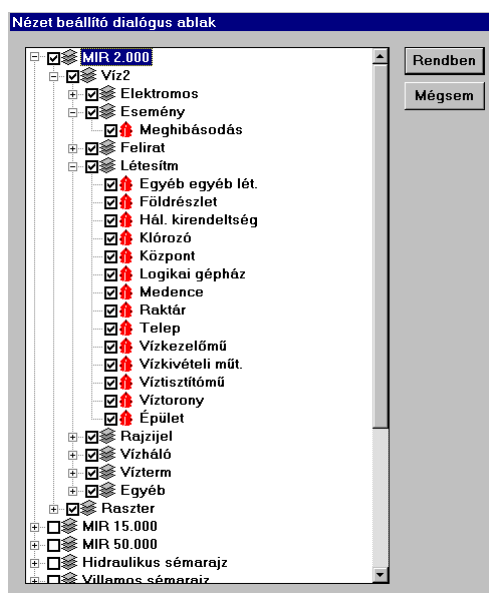 Nézet beállító dialógus ablak
MIR 2.000
Rendben
Víz2
Elektromos
Mégsem
Esemény
Meghibásodás
Felirat
Létesítm
Egyéb egyéb lét.
Földrészlet
Hál. kirendeltség
Klórozó
Központ
Logikai gépház
Medence
Raktár
Telep
Vízkezelőmű
Vízkivételi műt.
Víztisztítómű
Víztorony
Épület
Rajzijel
Vízháló
Vízterm
Egyéb
Raszter
MIR 15.000
MIR 50.000
Hidraulikus sémarajz
Villamos sémarajz